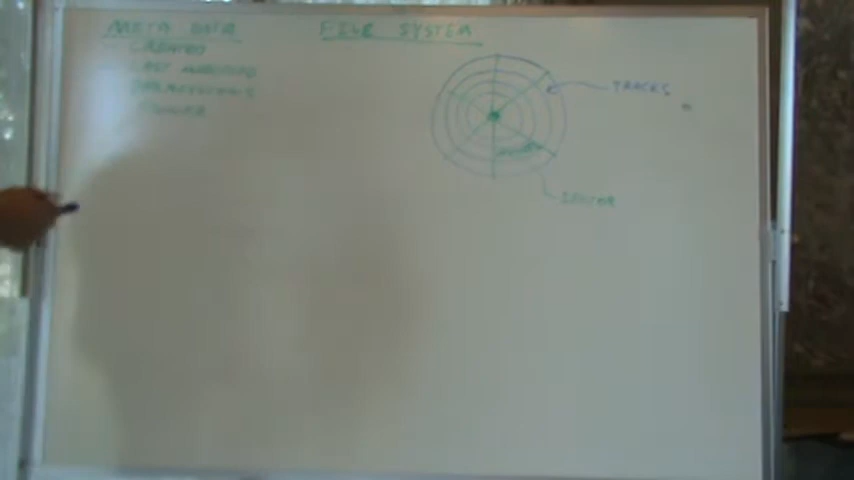 META DATA
CREATED
LAST MODIFIED
PERMISSIONS
OWNER
FILE SYSTEM
TRACKS
SECTOR